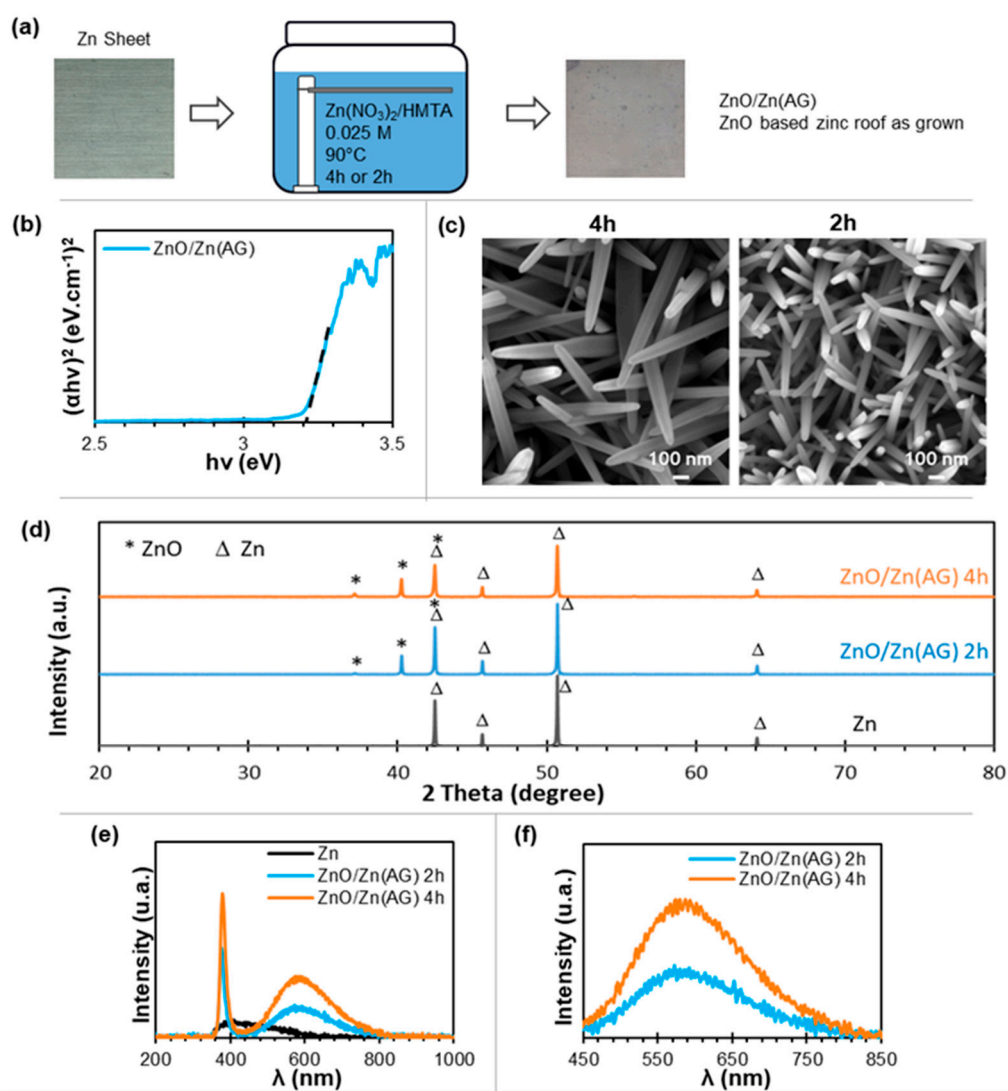 (a)
Zn Sheet
Zn(NO₃)₂/HMTA
0.025 M
90°C
4h or 2h
ZnO/Zn(AG)
ZnO based zinc roof as grown
(b)
ZnO/Zn(AG)
(αhν)² (eV.cm⁻¹)²
2.5
3
3.5
hν (eV)
(c)
4h
2h
100 nm
100 nm
(d)
* ZnO Δ Zn
* * * Δ Δ Δ Δ
ZnO/Zn(AG) 4h
* * * Δ Δ Δ Δ
ZnO/Zn(AG) 2h
Δ Δ Δ Δ
Zn
Intensity (a.u.)
20 30 40 50 60 70 80
2 Theta (degree)
(e)
Zn
ZnO/Zn(AG) 2h
ZnO/Zn(AG) 4h
Intensity (u.a.)
200 400 600 800 1000
λ (nm)
(f)
ZnO/Zn(AG) 2h
ZnO/Zn(AG) 4h
Intensity (u.a.)
450 550 650 750 850
λ (nm)